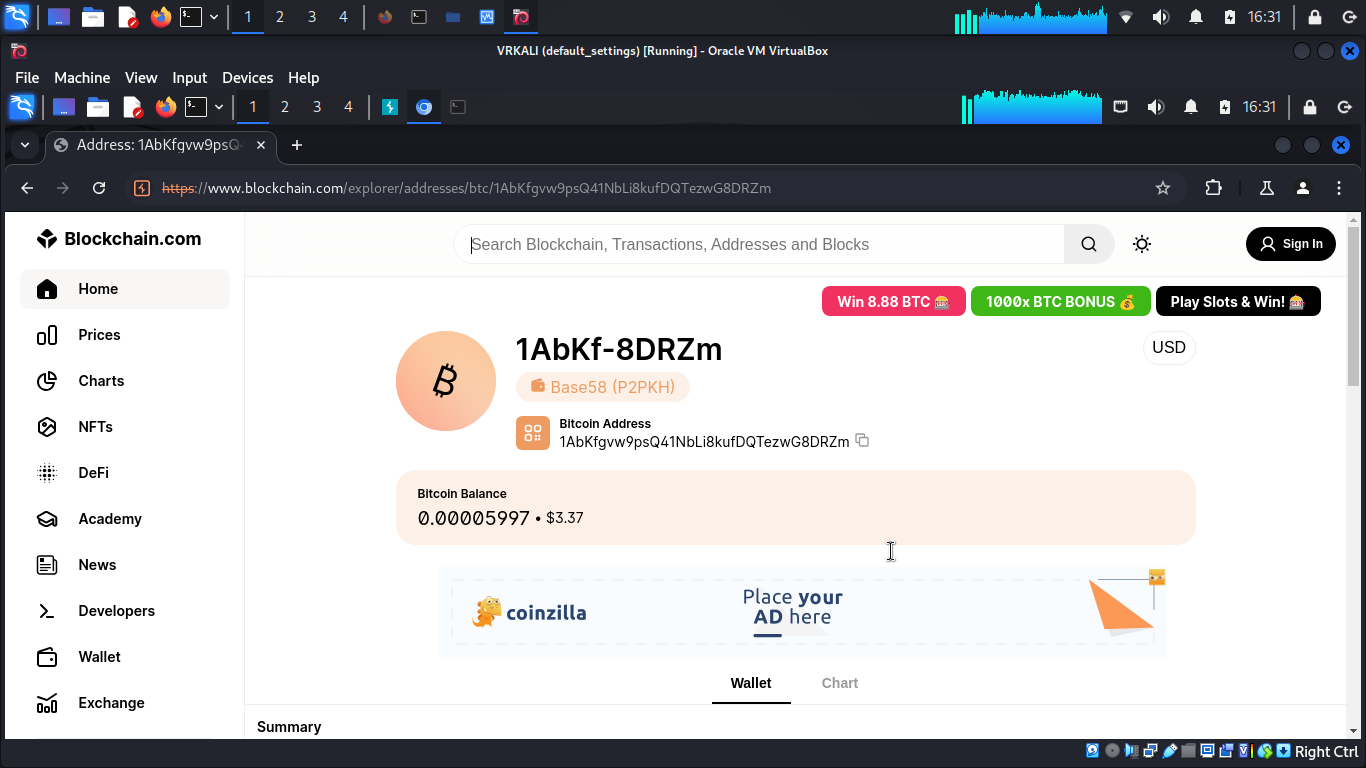 1 2 3 4 16:31
VRKALI (default_settings) [Running] - Oracle VM VirtualBox
File Machine View Input Devices Help
1 2 3 4 16:31
Address: 1AbKfgvw9psQ
https://www.blockchain.com/explorer/addresses/btc/1AbKfgvw9psQ41NbLi8kufDQTezwG8DRZm
Blockchain.com
Search Blockchain, Transactions, Addresses and Blocks
Sign In
Home
Prices
Charts
NFTs
DeFi
Academy
News
Developers
Wallet
Exchange
Win 8.88 BTC 🎰
1000x BTC BONUS 💰
Play Slots & Win! 🎰
1AbKf-8DRZm
USD
Base58 (P2PKH)
Bitcoin Address
1AbKfgvw9psQ41NbLi8kufDQTezwG8DRZm
Bitcoin Balance
0.00005997 • $3.37
coinzilla
Place your
AD here
Wallet Chart
Summary
Right Ctrl